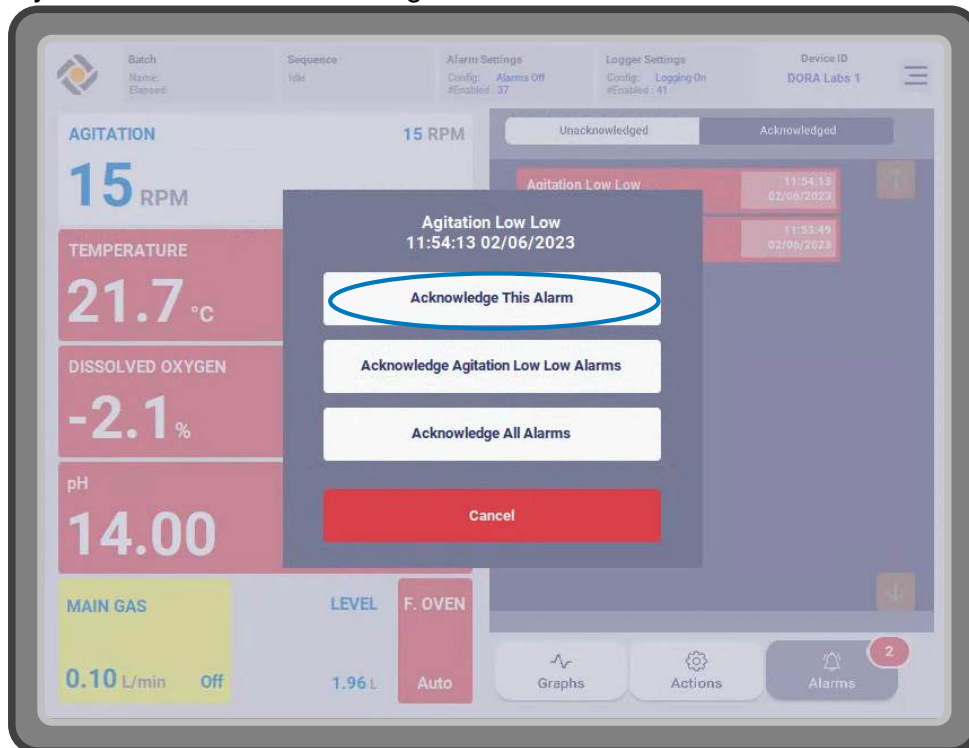 Batch
Name:
Elapsed:
Sequence
Idle
Alarm Settings
Config: Alarms Off
#Enabled : 37
Logger Settings
Config: Logging On
#Enabled : 41
Device ID
DORA Labs 1
AGITATION 15 RPM
15 RPM
TEMPERATURE
21.7 °C
DISSOLVED OXYGEN
-2.1 %
pH
14.00
MAIN GAS
0.10 L/min Off
LEVEL
1.96 L
F. OVEN
Auto
Unacknowledged Acknowledged
Agitation Low Low 11:54:13
02/06/2023
11:53:49
02/06/2023
Agitation Low Low
11:54:13 02/06/2023
Acknowledge This Alarm
Acknowledge Agitation Low Low Alarms
Acknowledge All Alarms
Cancel
Graphs
Actions
Alarms
2